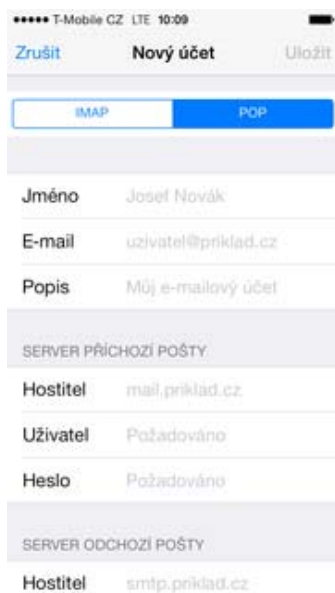 T-Mobile CZ LTE 10:09
Zrušit Nový účet Uložit
IMAP POP
Jméno Josef Novák
E-mail uzivatel@priklad.cz
Popis Můj e-mailový účet
SERVER PŘÍCHOZÍ POŠTY
Hostitel mail.priklad.cz
Uživatel Požadováno
Heslo Požadováno
SERVER ODCHOZÍ POŠTY
Hostitel smtp.priklad.cz